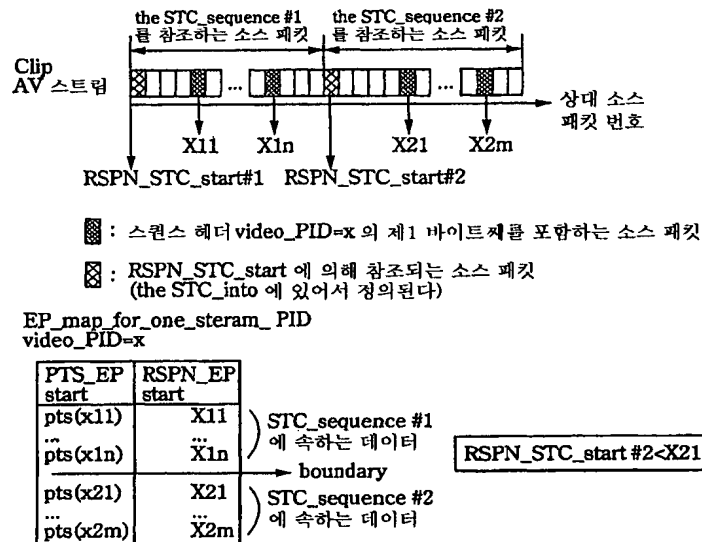 the STC_sequence #1
를 참조하는 소스 패킷
the STC_sequence #2
를 참조하는 소스 패킷
Clip
AV 스트림
...
...
상대 소스
패킷 번호
X11
X1n
X21
X2m
RSPN_STC_start#1
RSPN_STC_start#2
: 스퀀스 헤더 video_PID=x 의 제1 바이트째를 포함하는 소스 패킷
: RSPN_STC_start 에 의해 참조되는 소스 패킷
(the STC_into 에 있어서 정의된다)
EP_map_for_one_steram_ PID
video_PID=x
PTS_EP start
RSPN_EP start
pts(x11) X11
... ...
pts(x1n) X1n
STC_sequence #1
에 속하는 데이터
boundary
pts(x21) X21
... ...
pts(x2m) X2m
STC_sequence #2
에 속하는 데이터
RSPN_STC_start #2<X21